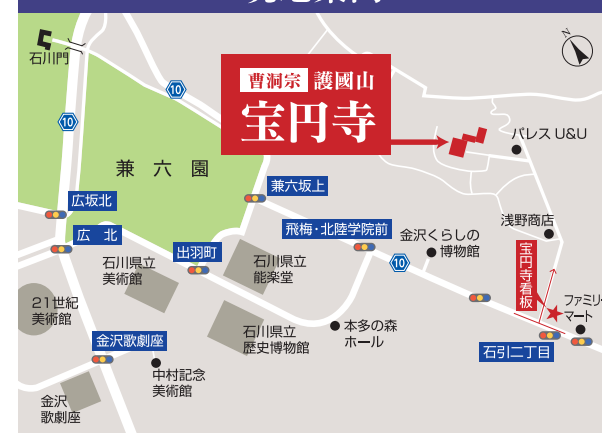 N
石川門
10
10
曹洞宗 護國山
宝円寺
パレス U&U
兼六園
兼六坂上
広坂北
広 北
出羽町
飛梅・北陸学院前
金沢くらしの
博物館
浅野商店
石川県立
美術館
石川県立
能楽堂
10
宝円寺看板
ファミリー
マート
21世紀
美術館
金沢歌劇座
石川県立
歴史博物館
本多の森
ホール
石引二丁目
中村記念
美術館
金沢
歌劇座